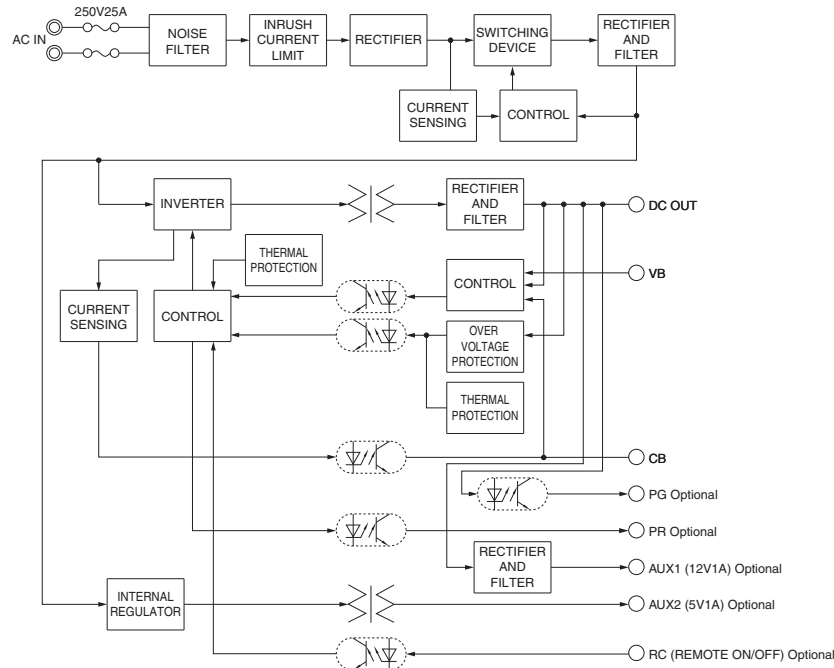 250V25A
AC IN
NOISE
FILTER
INRUSH
CURRENT
LIMIT
RECTIFIER
SWITCHING
DEVICE
RECTIFIER
AND
FILTER
CURRENT
SENSING
CONTROL
INVERTER
RECTIFIER
AND
FILTER
DC OUT
THERMAL
PROTECTION
CONTROL
VB
CURRENT
SENSING
CONTROL
OVER
VOLTAGE
PROTECTION
THERMAL
PROTECTION
CB
PG Optional
PR Optional
RECTIFIER
AND
FILTER
AUX1 (12V1A) Optional
INTERNAL
REGULATOR
AUX2 (5V1A) Optional
RC (REMOTE ON/OFF) Optional